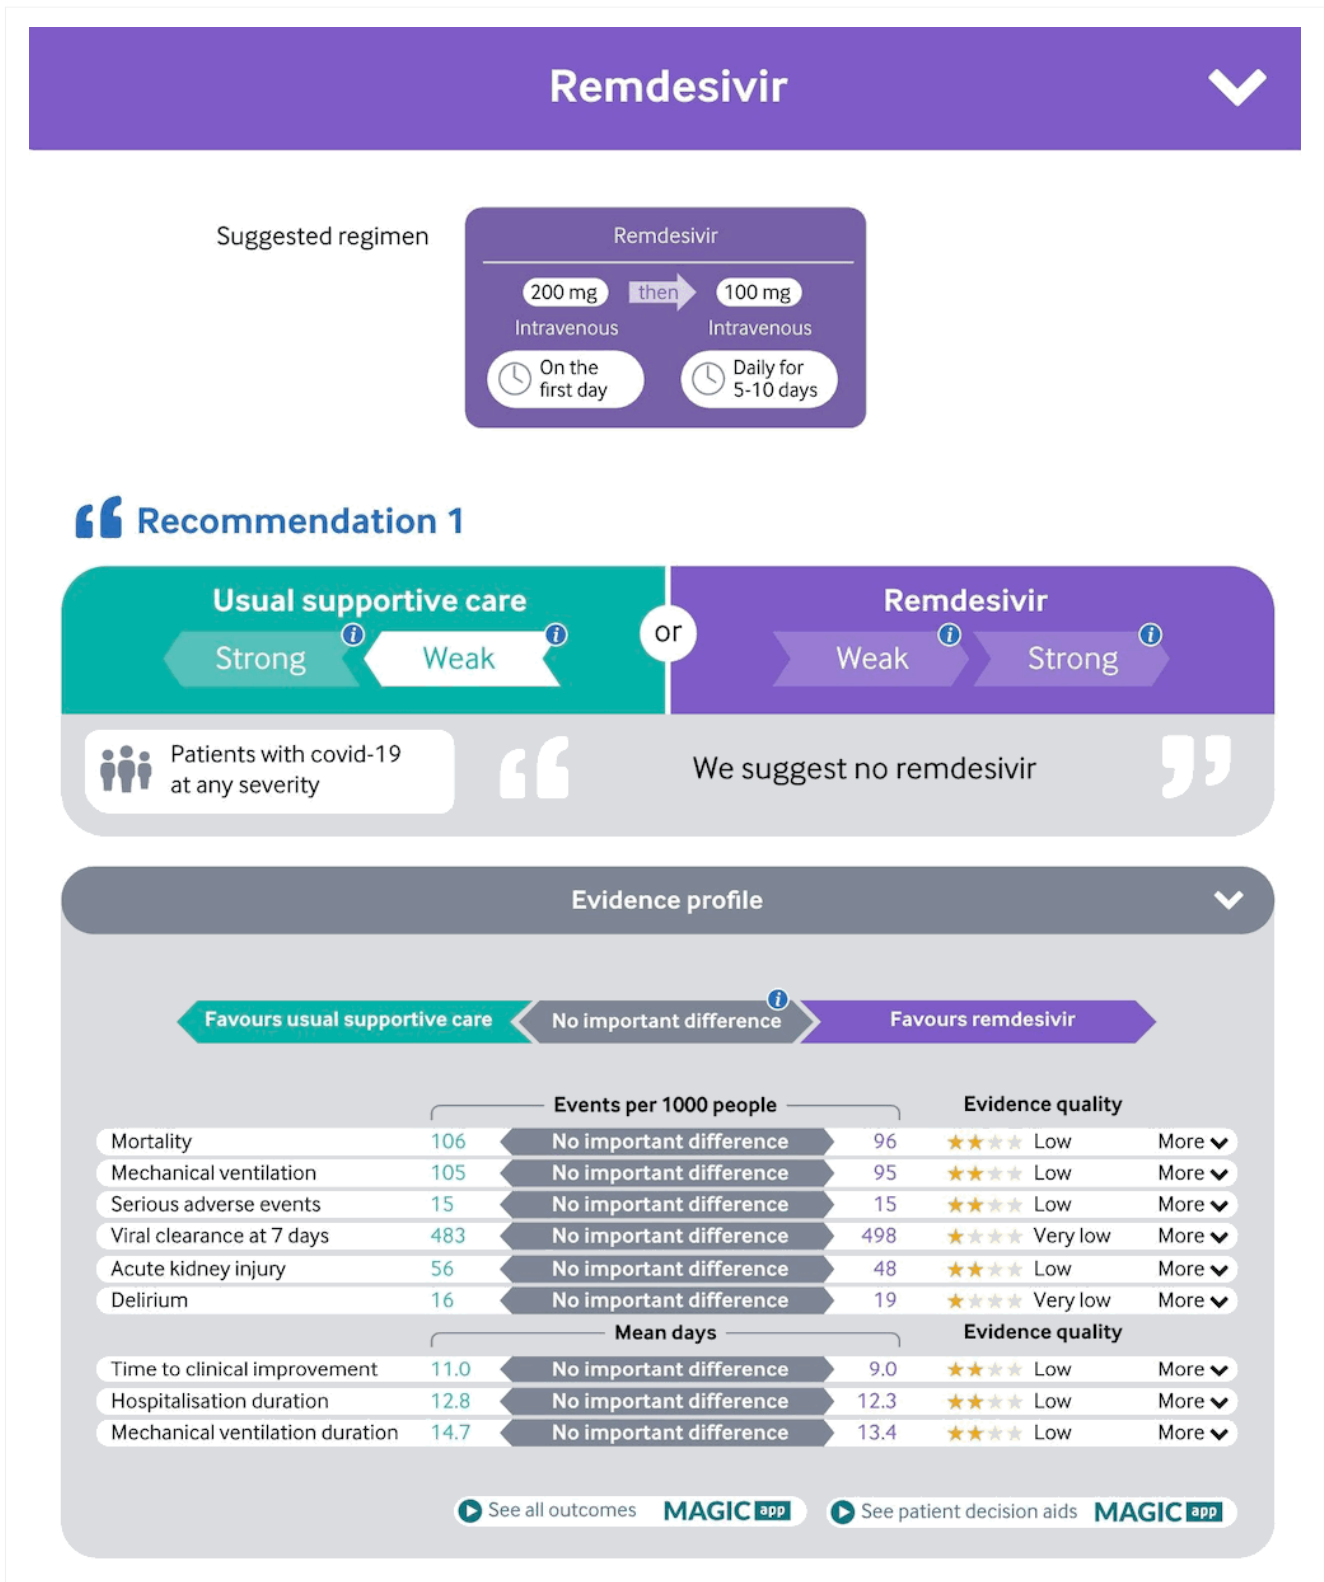 Remdesivir
Suggested regimen
Remdesivir
200 mg then 100 mg
Intravenous Intravenous
On the Daily for
first day 5-10 days
Recommendation 1
Usual supportive care or Remdesivir
Strong i Weak i Weak i Strong i
Patients with covid-19
at any severity
We suggest no remdesivir
Evidence profile
Favours usual supportive care No important difference i Favours remdesivir
Events per 1000 people Evidence quality
Mortality 106 No important difference 96 Low More
Mechanical ventilation 105 No important difference 95 Low More
Serious adverse events 15 No important difference 15 Low More
Viral clearance at 7 days 483 No important difference 498 Very low More
Acute kidney injury 56 No important difference 48 Low More
Delirium 16 No important difference 19 Very low More
Mean days Evidence quality
Time to clinical improvement 11.0 No important difference 9.0 Low More
Hospitalisation duration 12.8 No important difference 12.3 Low More
Mechanical ventilation duration 14.7 No important difference 13.4 Low More
See all outcomes MAGIC app See patient decision aids MAGIC app